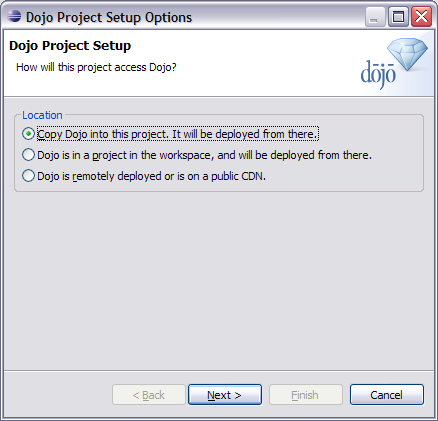 Dojo Project Setup Options
Dojo Project Setup
How will this project access Dojo?
dōjō
Location
Copy Dojo into this project. It will be deployed from there.
Dojo is in a project in the workspace, and will be deployed from there.
Dojo is remotely deployed or is on a public CDN.
< Back
Next >
Finish
Cancel